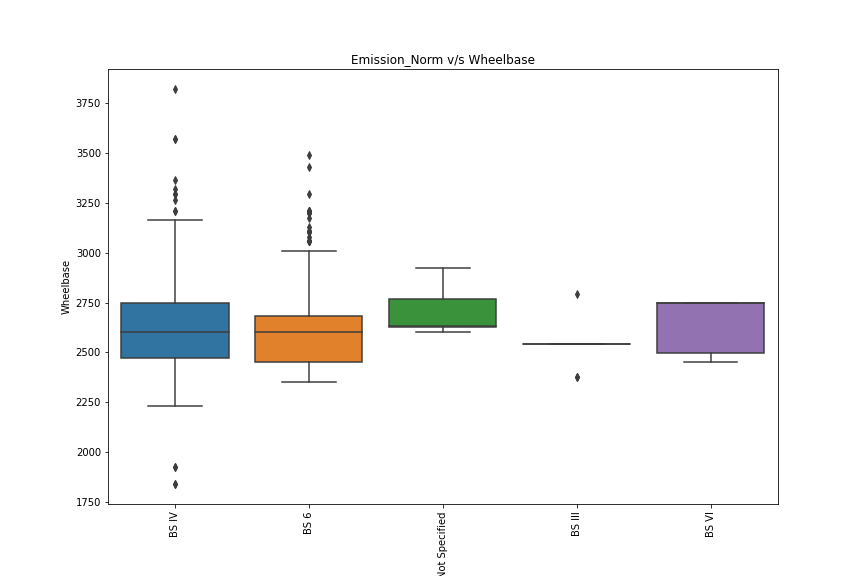 Emission_Norm v/s Wheelbase
Wheelbase
3750
3500
3250
3000
2750
2500
2250
2000
1750
BS IV
BS 6
Not Specified
BS III
BS VI